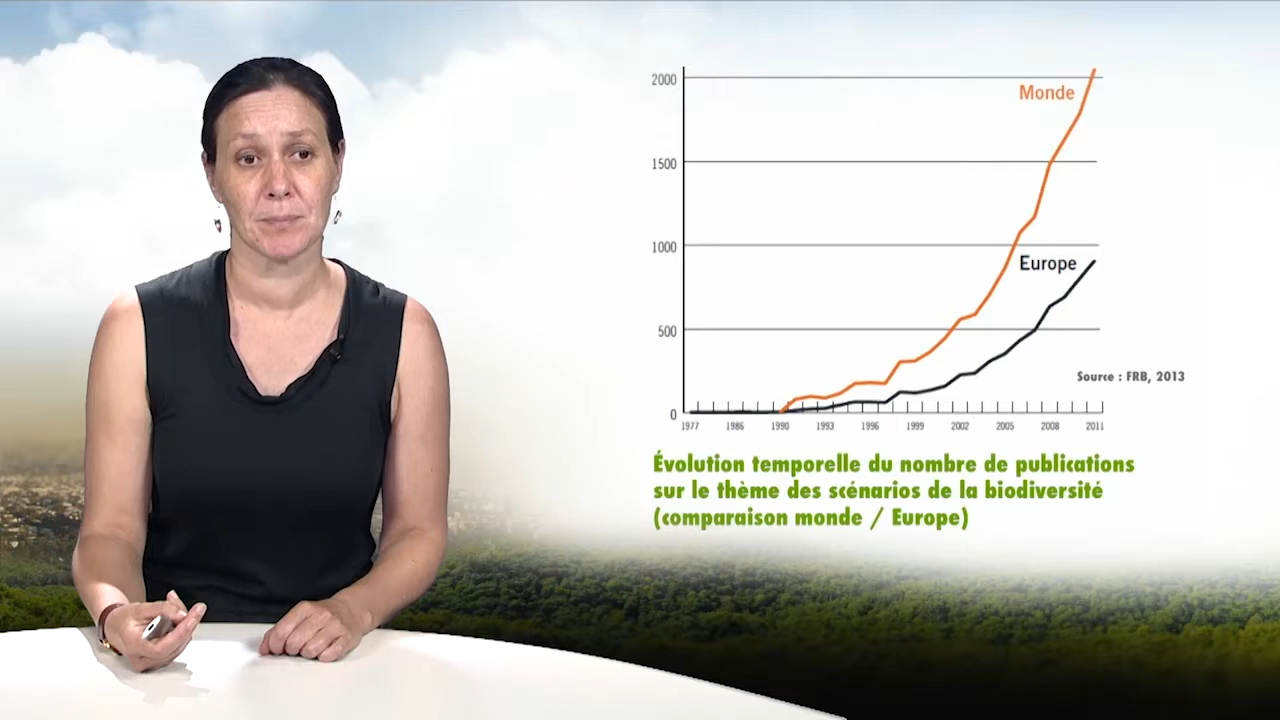 2000
Monde
1500
1000
Europe
500
Source : FRB, 2013
0
1977 1986 1990 1993 1996 1999 2002 2005 2008 2011
Évolution temporelle du nombre de publications
sur le thème des scénarios de la biodiversité
(comparaison monde / Europe)